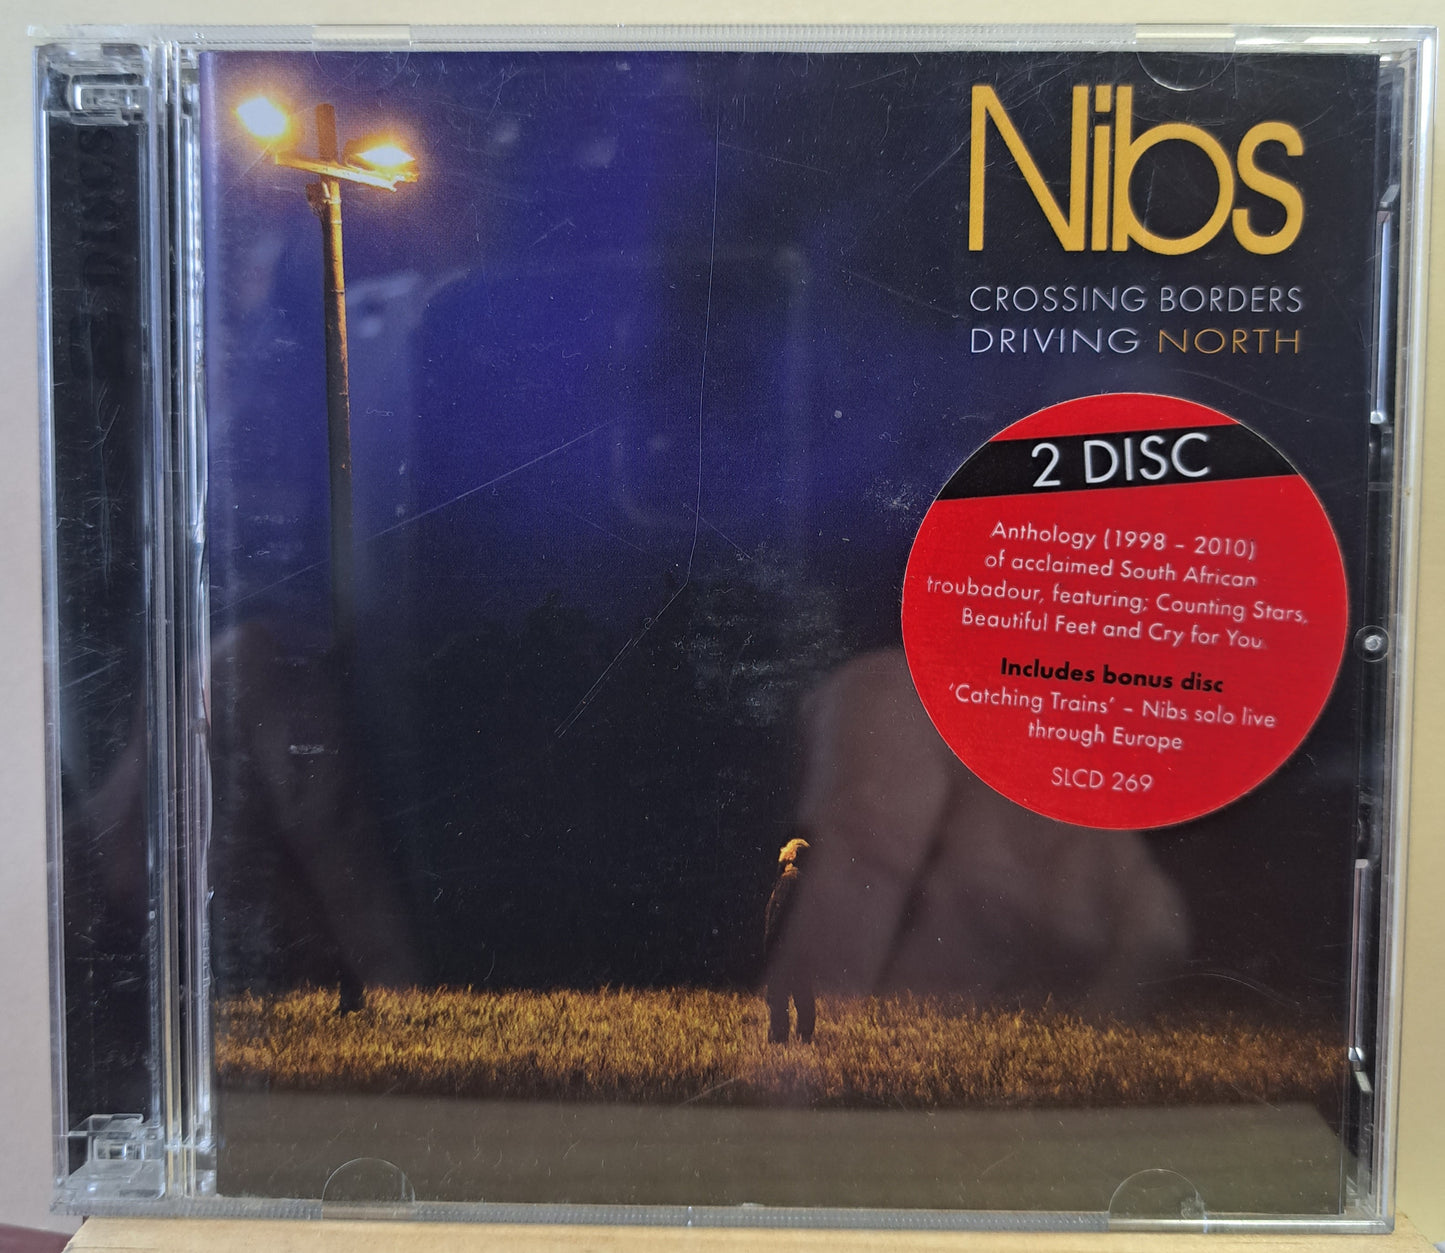 Nibs
CROSSING BORDERS
DRIVING NORTH
2 DISC
Anthology (1998 – 2010)
of acclaimed South African
troubadour, featuring; Counting Stars,
Beautiful Feet and Cry for You
Includes bonus disc
‘Catching Trains’ – Nibs solo live
through Europe
SLCD 269
DISCS